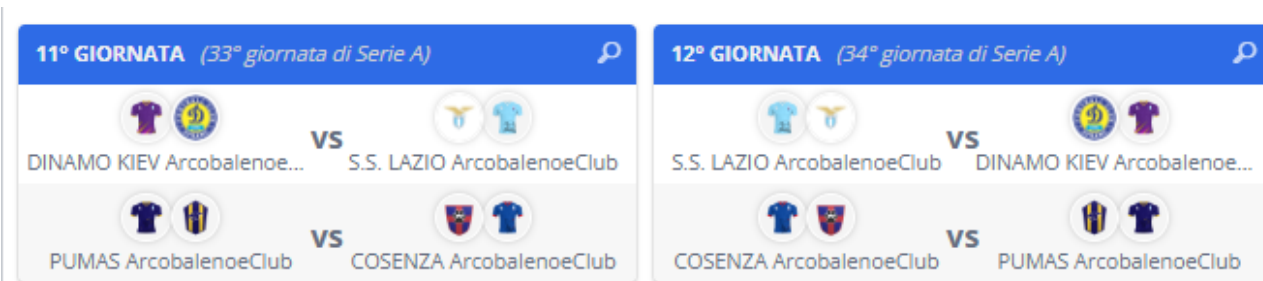 11° GIORNATA (33° giornata di Serie A)
DINAMO KIEV Arcobalenoe... VS S.S. LAZIO ArcobalenoeClub
PUMAS ArcobalenoeClub VS COSENZA ArcobalenoeClub
12° GIORNATA (34° giornata di Serie A)
S.S. LAZIO ArcobalenoeClub VS DINAMO KIEV Arcobalenoe...
COSENZA ArcobalenoeClub VS PUMAS ArcobalenoeClub